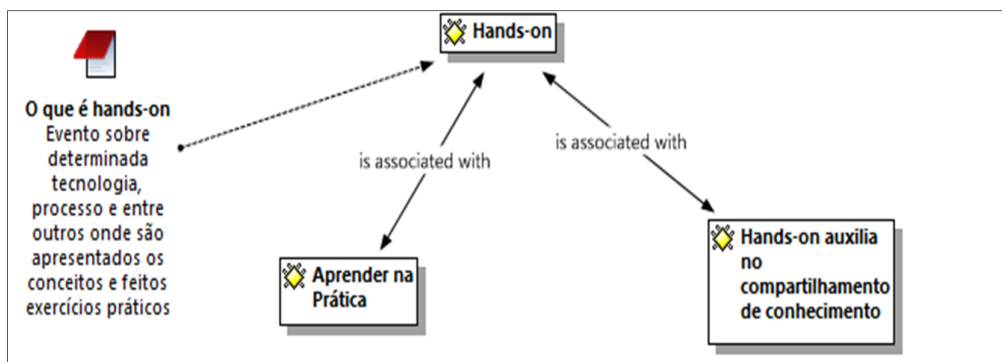 Hands-on
O que é hands-on
Evento sobre
determinada
tecnologia,
processo e entre
outros onde são
apresentados os
conceitos e feitos
exercícios práticos
is associated with
is associated with
Aprender na
Prática
Hands-on auxilia
no
compartilhamento
de conhecimento